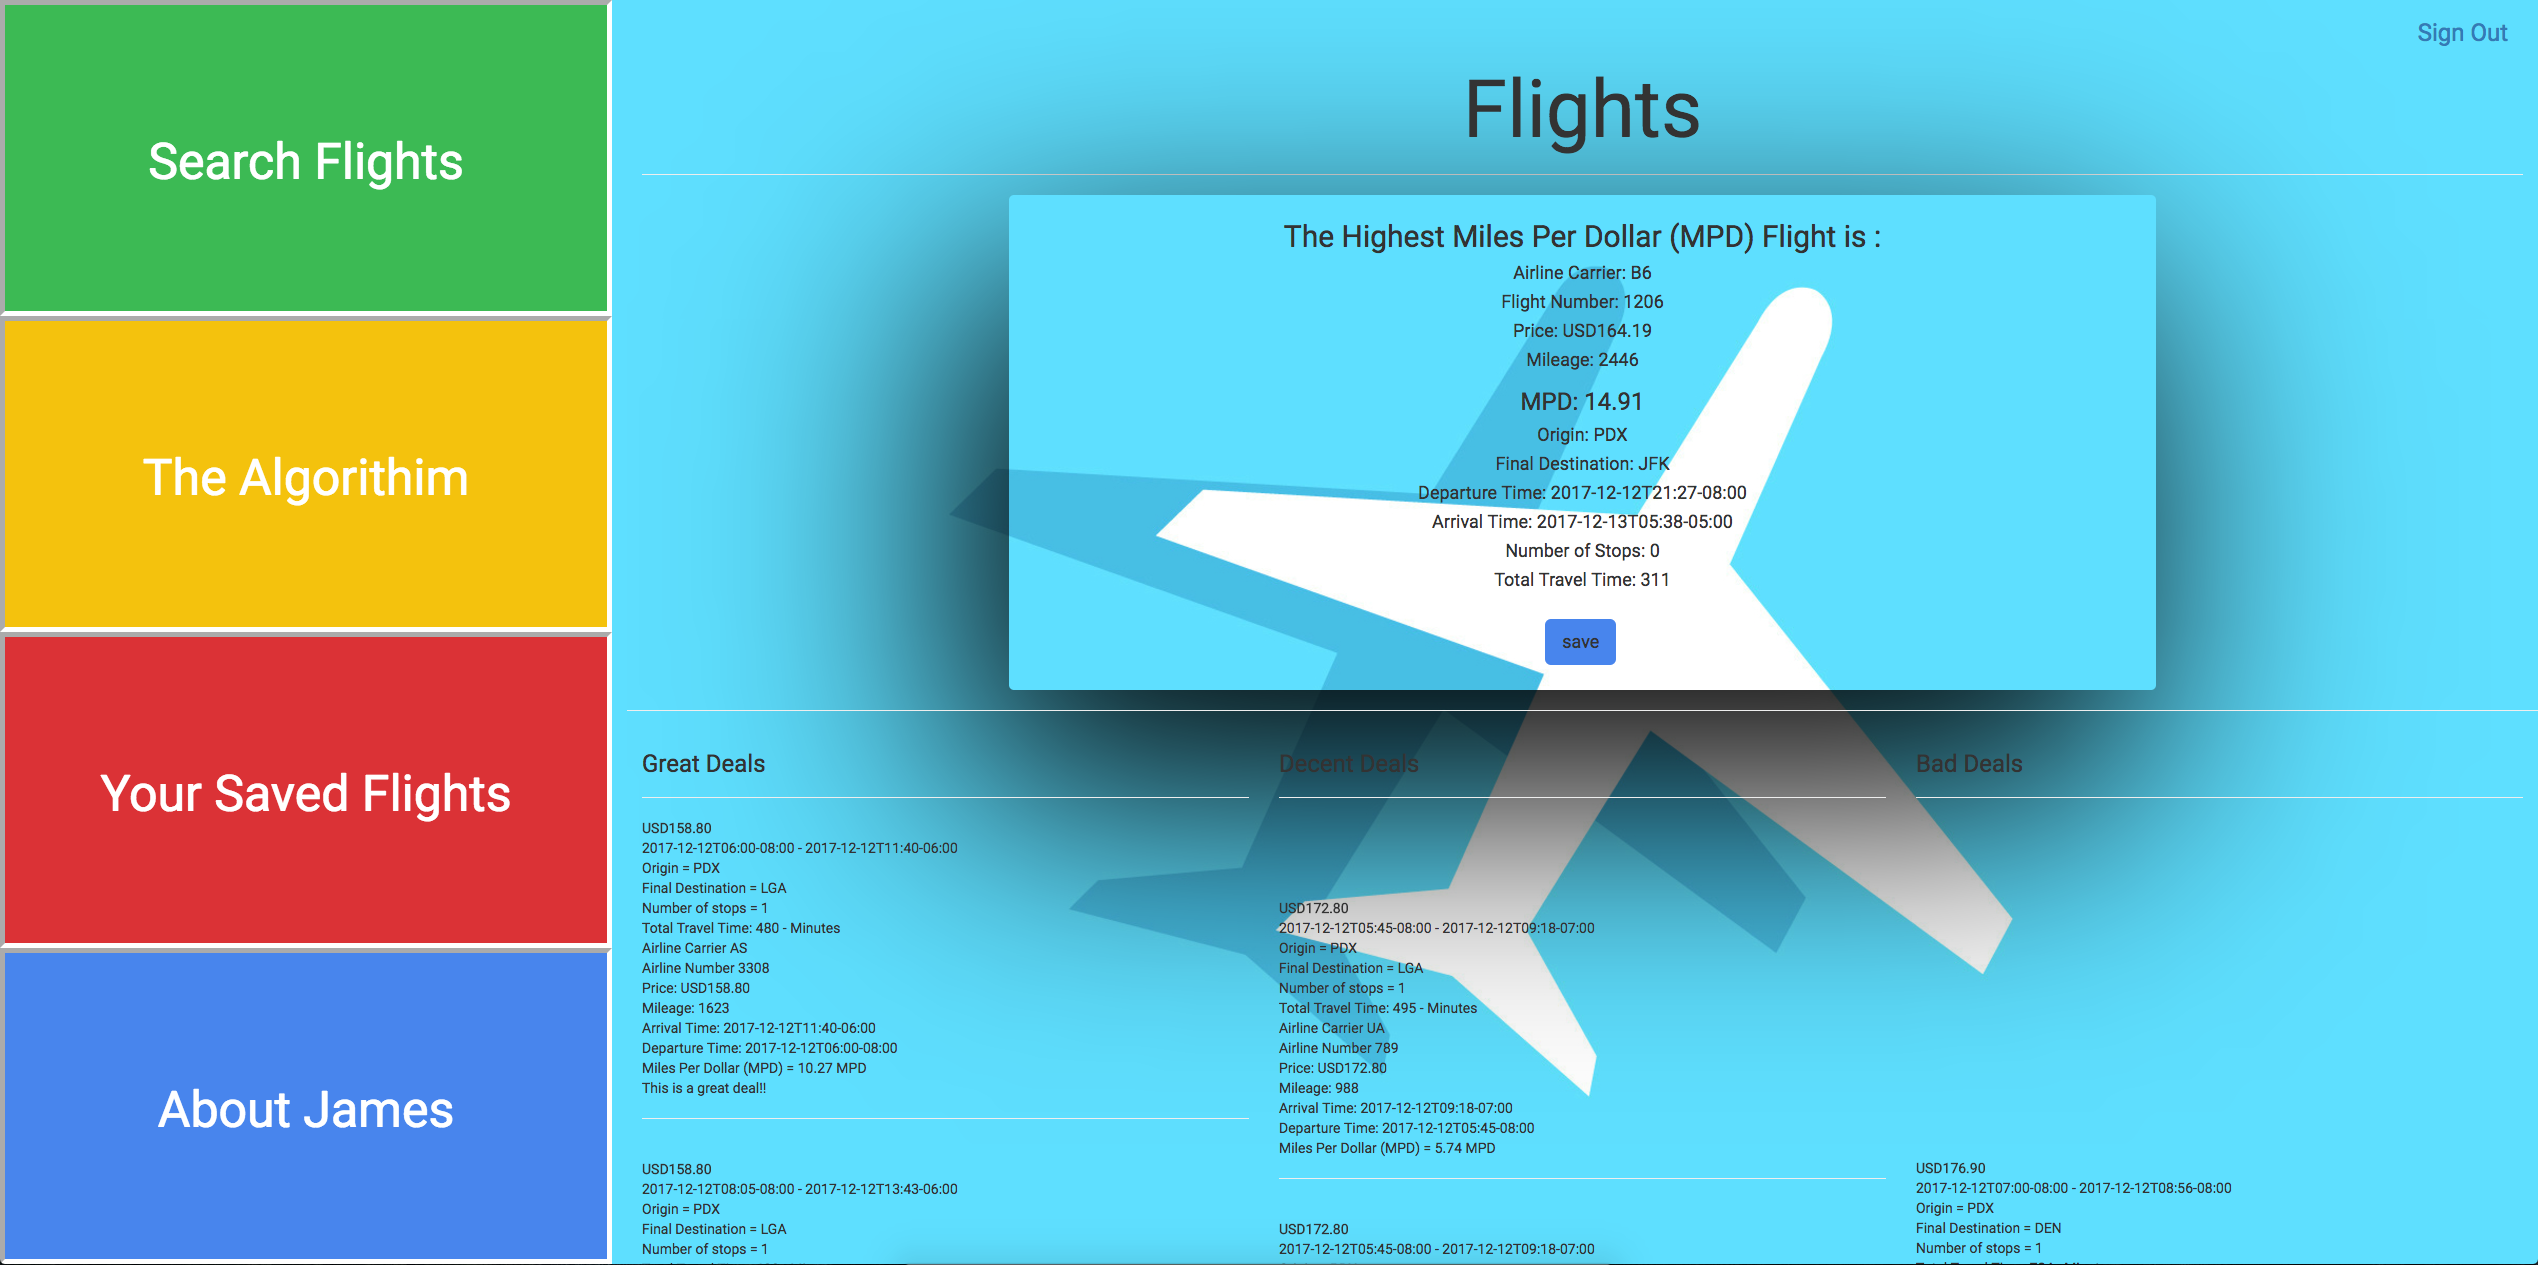 Search Flights
The Algorithim
Your Saved Flights
About James
Sign Out
Flights
The Highest Miles Per Dollar (MPD) Flight is :
Airline Carrier: B6
Flight Number: 1206
Price: USD164.19
Mileage: 2446
MPD: 14.91
Origin: PDX
Final Destination: JFK
Departure Time: 2017-12-12T21:27-08:00
Arrival Time: 2017-12-13T05:38-05:00
Number of Stops: 0
Total Travel Time: 311
save
Great Deals
USD158.80
2017-12-12T06:00-08:00 - 2017-12-12T11:40-06:00
Origin = PDX
Final Destination = LGA
Number of stops = 1
Total Travel Time: 480 - Minutes
Airline Carrier AS
Airline Number 3308
Price: USD158.80
Mileage: 1623
Arrival Time: 2017-12-12T11:40-06:00
Departure Time: 2017-12-12T06:00-08:00
Miles Per Dollar (MPD) = 10.27 MPD
This is a great deal!!
USD158.80
2017-12-12T08:05-08:00 - 2017-12-12T13:43-06:00
Origin = PDX
Final Destination = LGA
Number of stops = 1
Decent Deals
USD172.80
2017-12-12T05:45-08:00 - 2017-12-12T09:18-07:00
Origin = PDX
Final Destination = LGA
Number of stops = 1
Total Travel Time: 495 - Minutes
Airline Carrier UA
Airline Number 789
Price: USD172.80
Mileage: 988
Arrival Time: 2017-12-12T09:18-07:00
Departure Time: 2017-12-12T05:45-08:00
Miles Per Dollar (MPD) = 5.74 MPD
USD172.80
2017-12-12T05:45-08:00 - 2017-12-12T09:18-07:00
Bad Deals
USD176.90
2017-12-12T07:00-08:00 - 2017-12-12T08:56-08:00
Origin = PDX
Final Destination = DEN
Number of stops = 1